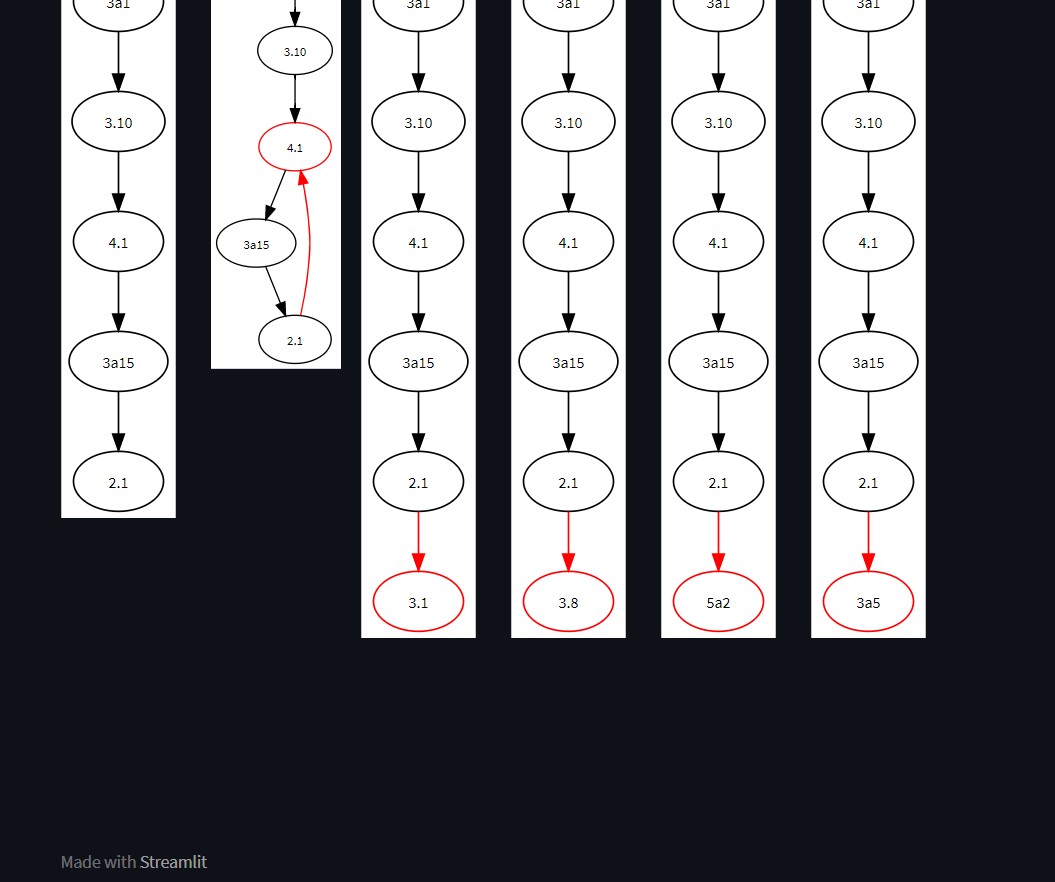 3a1 3a1 3a1 3a1 3a1
3.10
3.10 3.10 3.10 3.10 3.10
4.1
4.1 4.1 4.1 4.1 4.1
3a15
3a15 3a15 3a15 3a15 3a15
2.1
2.1 2.1 2.1 2.1 2.1
3.1 3.8 5a2 3a5
Made with Streamlit